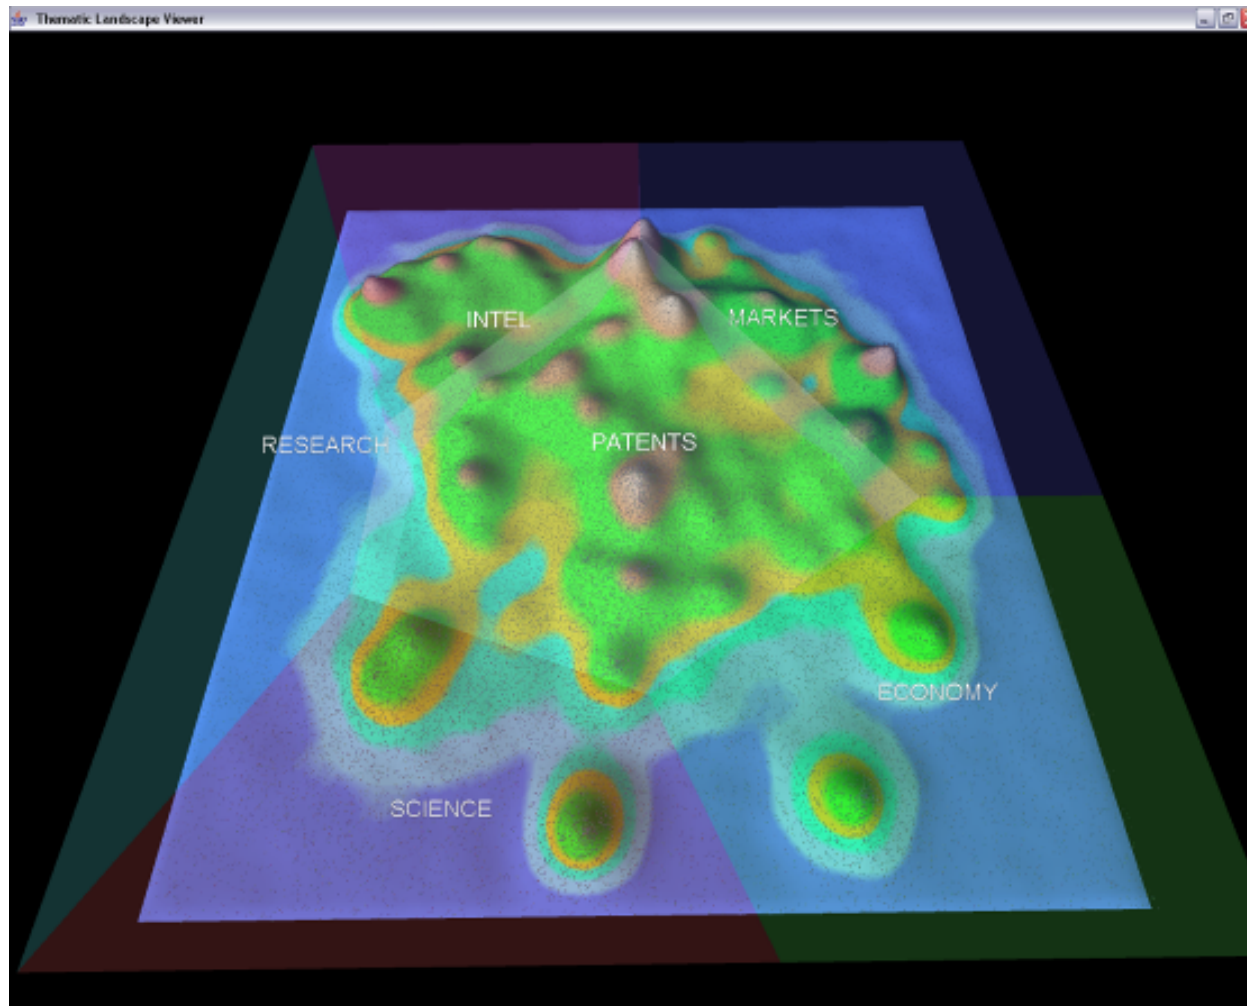 Thematic Landscape Viewer
INTEL
MARKETS
RESEARCH
PATENTS
ECONOMY
SCIENCE